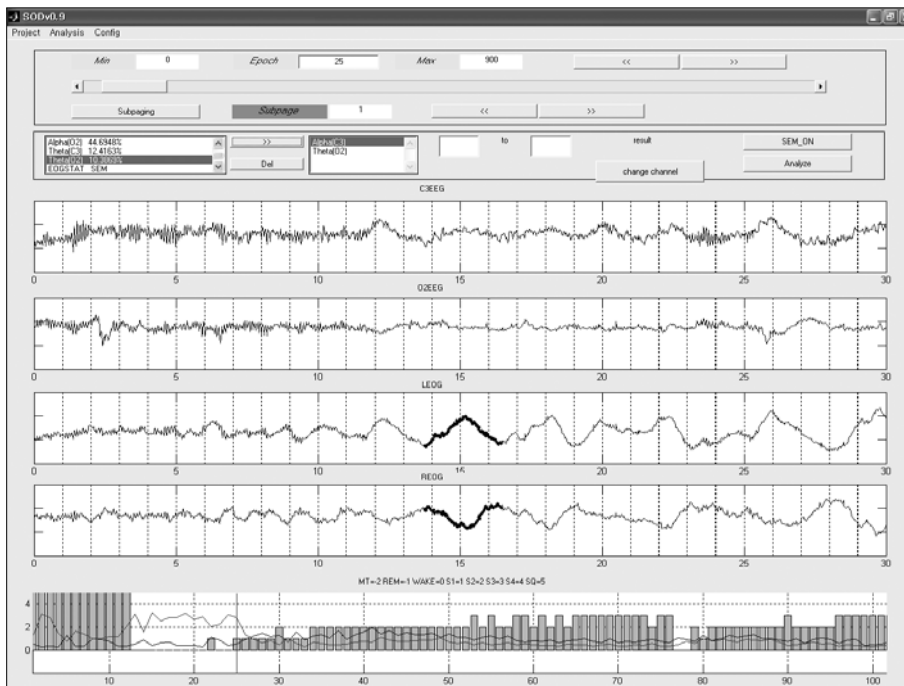 SODv0.9
Project Analysis Config
Min 0 Epoch 25 Max 900 << >>
Subpaging Subpage 1 << >>
Alpha(O2) 44.6948% >> Alpha(C3) to result SEM_ON
Theta(C3) 12.4163% Theta(O2)
Theta(O2) 10.3869% Del change channel Analyze
EOGSTAT SEM
C3EEG
0 5 10 15 20 25 30
O2EEG
0 5 10 15 20 25 30
LEOG
0 5 10 15 20 25 30
REOG
0 5 10 15 20 25 30
MT=-2 REM=-1 WAKE=0 S1=1 S2=2 S3=3 S4=4 SQ=5
4
2
0
10 20 30 40 50 60 70 80 90 100